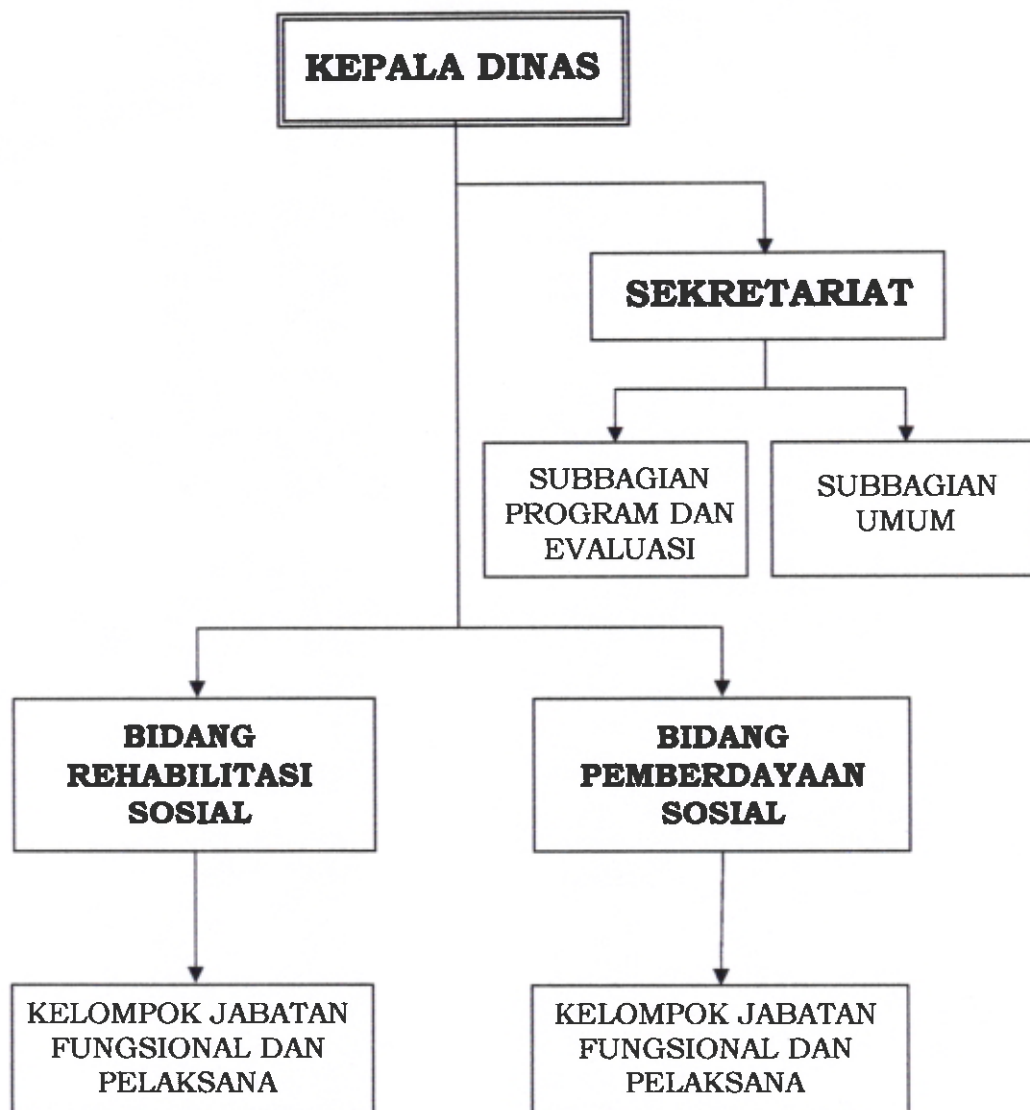 KEPALA DINAS
SEKRETARIAT
SUBBAGIAN
PROGRAM DAN
EVALUASI
SUBBAGIAN
UMUM
BIDANG
REHABILITASI
SOSIAL
BIDANG
PEMBERDAYAAN
SOSIAL
KELOMPOK JABATAN
FUNGSIONAL DAN
PELAKSANA
KELOMPOK JABATAN
FUNGSIONAL DAN
PELAKSANA